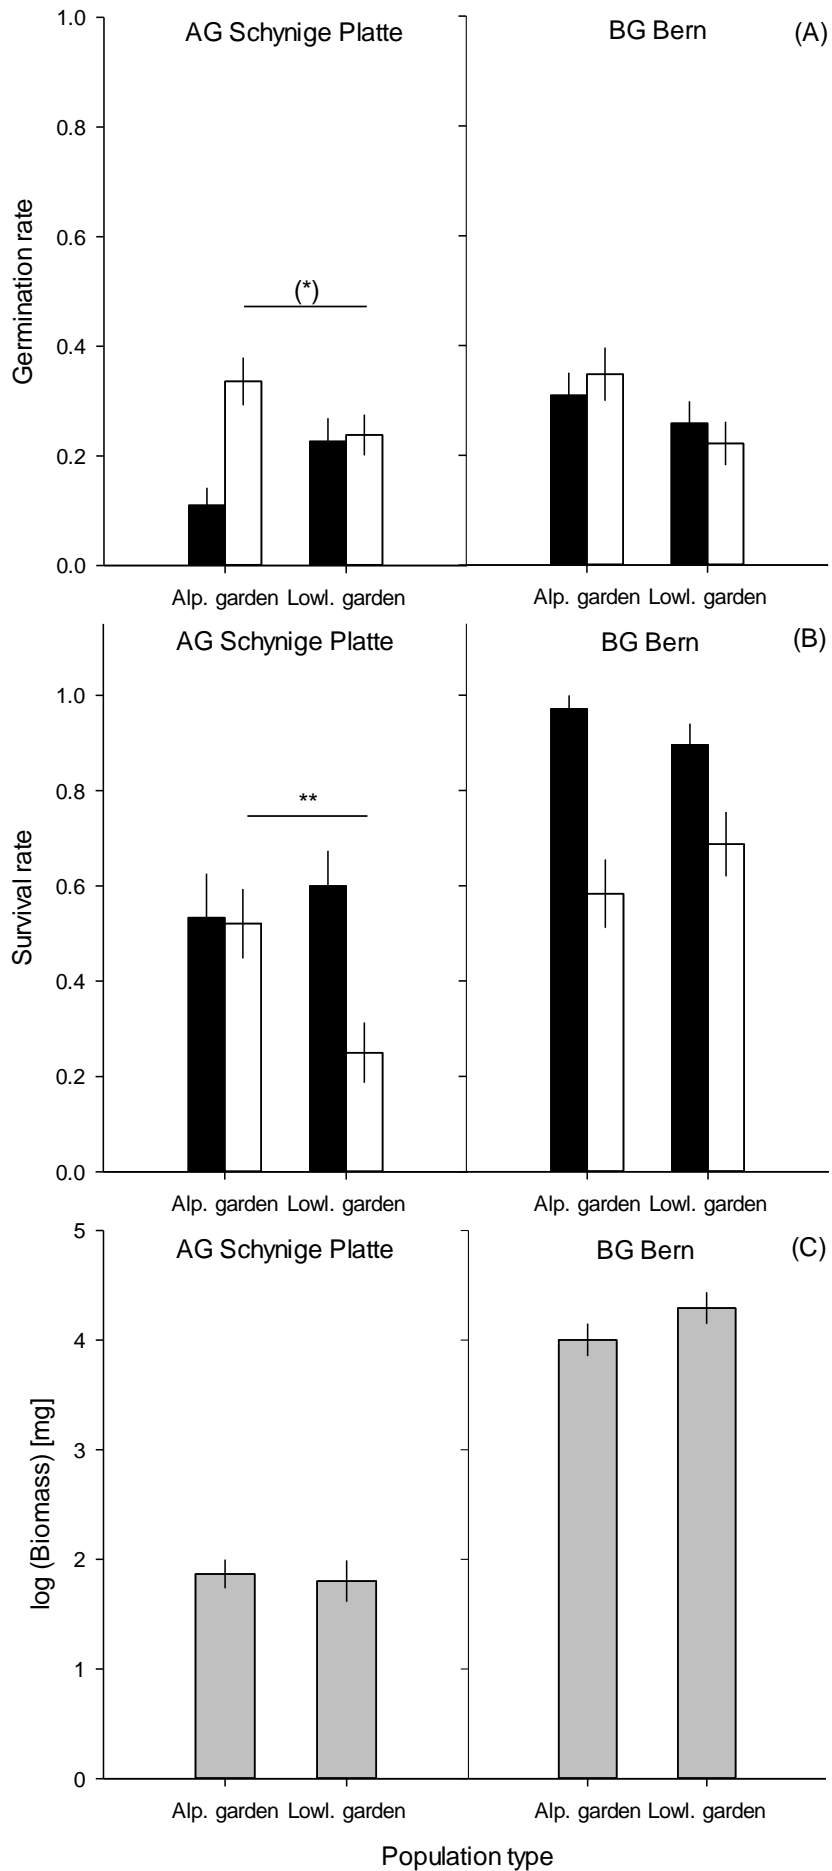 AG Schynige Platte
BG Bern
(A)
1.0
0.8
0.6
0.4
0.2
0.0
Germination rate
(*)
Alp. garden Lowl. garden
Alp. garden Lowl. garden
AG Schynige Platte
BG Bern
(B)
1.0
0.8
0.6
0.4
0.2
0.0
Survival rate
**
Alp. garden Lowl. garden
Alp. garden Lowl. garden
AG Schynige Platte
BG Bern
(C)
5
4
3
2
1
0
log (Biomass) [mg]
Alp. garden Lowl. garden
Alp. garden Lowl. garden
Population type